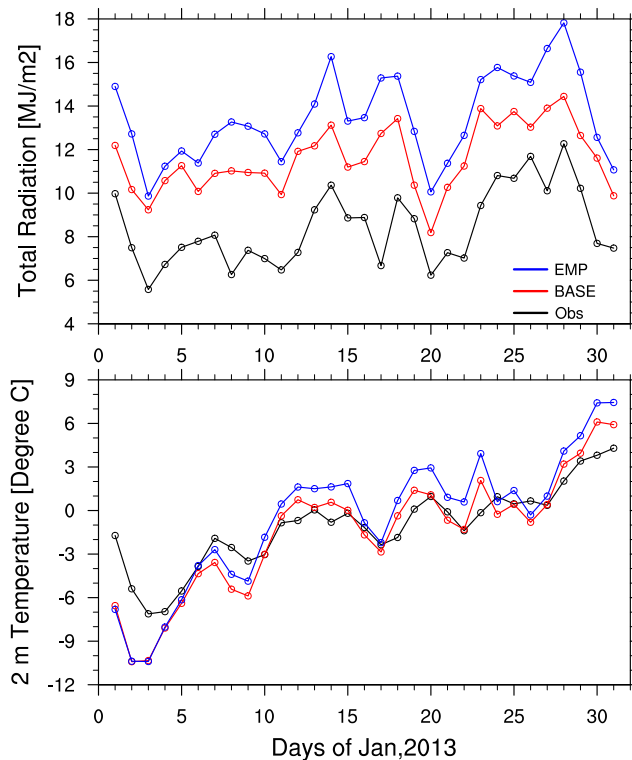 Total Radiation [MJ/m2]
18
16
14
12
10
8
6
4
EMP
BASE
Obs
0 5 10 15 20 25 30
2 m Temperature [Degree C]
9
6
3
0
-3
-6
-9
-12
0 5 10 15 20 25 30
Days of Jan,2013